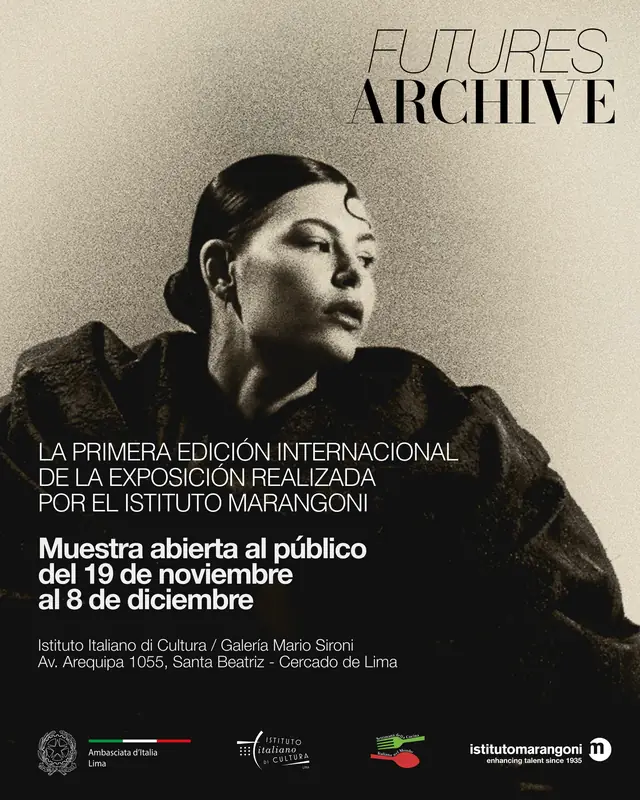 FUTURES
ARCHIVE
LA PRIMERA EDICIÓN INTERNACIONAL
DE LA EXPOSICIÓN REALIZADA
POR EL ISTITUTO MARANGONI
Muestra abierta al público
del 19 de noviembre
al 8 de diciembre
Istituto Italiano di Cultura / Galería Mario Sironi
Av. Arequipa 1055, Santa Beatriz - Cercado de Lima
Ambasciata d'Italia
Lima
ISTITUTO
italiano
DI CULTURA
LIMA
istitutomarangoni m
enhancing talent since 1935